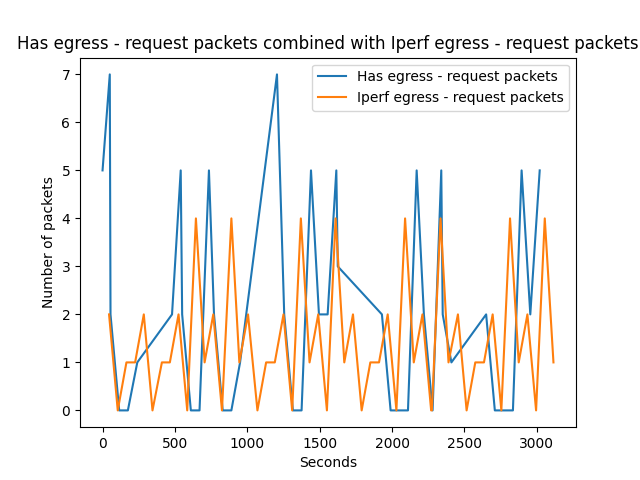 Has egress - request packets combined with Iperf egress - request packets
Has egress - request packets
Iperf egress - request packets
Number of packets
7
6
5
4
3
2
1
0
0 500 1000 1500 2000 2500 3000
Seconds